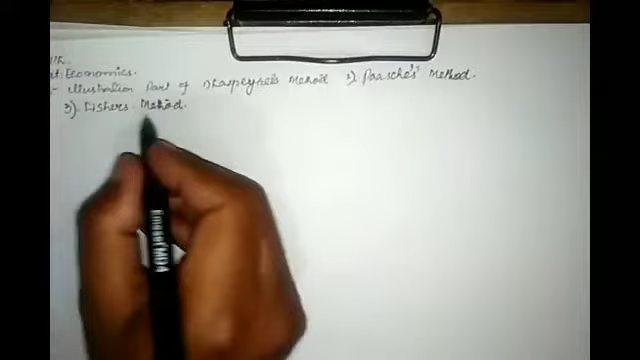 Economics.
illustration Part of 1) Laspeyre's Method 2) Paasche's Method.
3). Fishers Method.